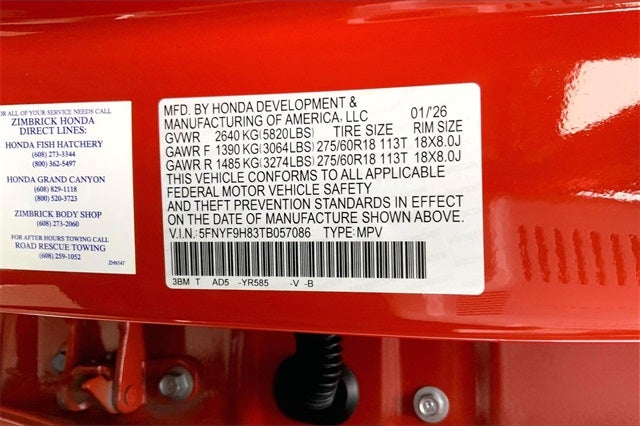 FOR ALL OF YOUR SERVICE NEEDS CALL
ZIMBRICK HONDA
DIRECT LINES:
HONDA FISH HATCHERY
(608) 273-3344
(800) 362-5497
HONDA GRAND CANYON
(608) 829-1118
(800) 520-3723
ZIMBRICK BODY SHOP
(608) 273-2060
FOR AFTER HOURS TOWING CALL
ROAD RESCUE TOWING
(608) 259-1052
ZHN147
MFD. BY HONDA DEVELOPMENT &
MANUFACTURING OF AMERICA, LLC 01/'26
GVWR 2640 KG(5820LBS) TIRE SIZE RIM SIZE
GAWR F 1390 KG(3064LBS) 275/60R18 113T 18X8.0J
GAWR R 1485 KG(3274LBS) 275/60R18 113T 18X8.0J
THIS VEHICLE CONFORMS TO ALL APPLICABLE
FEDERAL MOTOR VEHICLE SAFETY
AND THEFT PREVENTION STANDARDS IN EFFECT
ON THE DATE OF MANUFACTURE SHOWN ABOVE.
V.I.N: 5FNYF9H83TB057086 TYPE: MPV
3BM T AD5 -YR585 -V -B